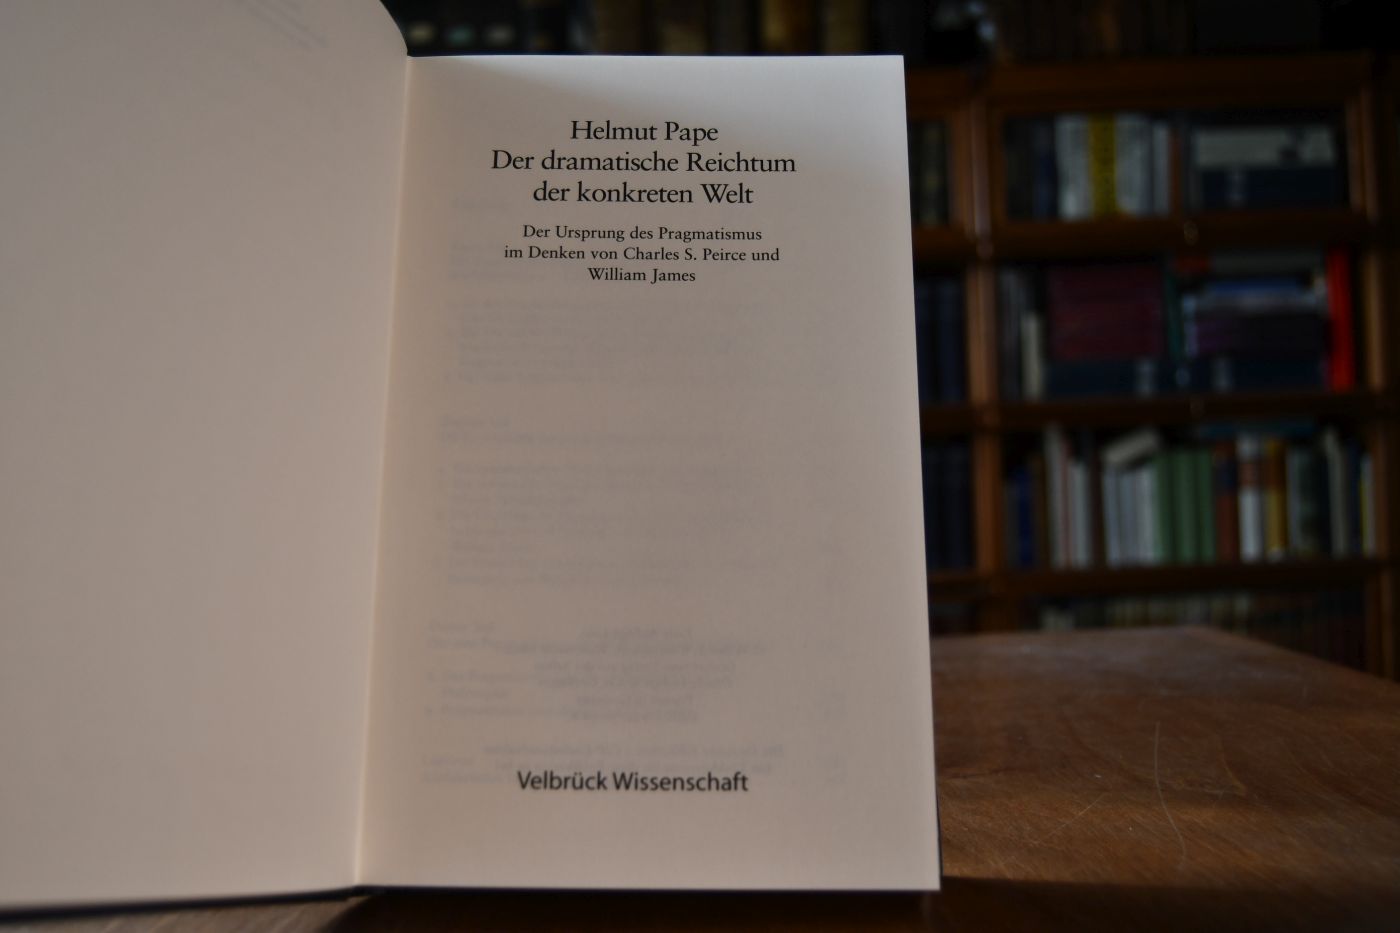 Helmut Pape
Der dramatische Reichtum
der konkreten Welt
Der Ursprung des Pragmatismus
im Denken von Charles S. Peirce und
William James
Velbrück Wissenschaft